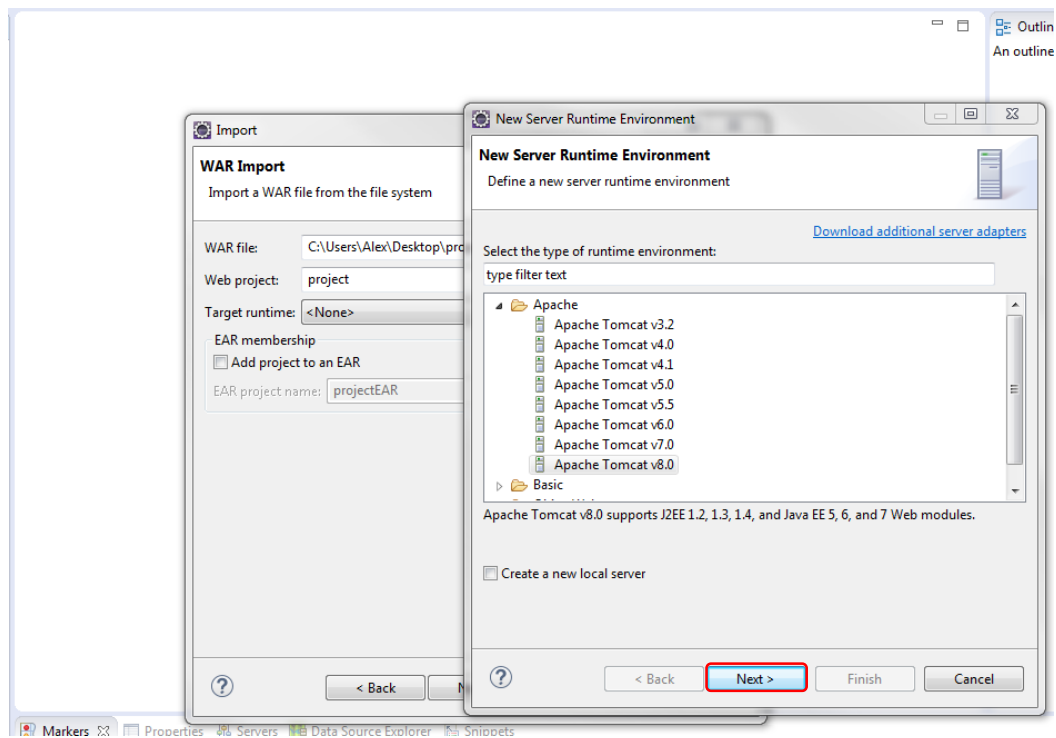 Outlin
An outline
Import
WAR Import
Import a WAR file from the file system
WAR file:
C:\Users\Alex\Desktop\pro
Web project:
project
Target runtime:
<None>
EAR membership
Add project to an EAR
EAR project name:
projectEAR
< Back
New Server Runtime Environment
New Server Runtime Environment
Define a new server runtime environment
Download additional server adapters
Select the type of runtime environment:
type filter text
Apache
Apache Tomcat v3.2
Apache Tomcat v4.0
Apache Tomcat v4.1
Apache Tomcat v5.0
Apache Tomcat v5.5
Apache Tomcat v6.0
Apache Tomcat v7.0
Apache Tomcat v8.0
Basic
Apache Tomcat v8.0 supports J2EE 1.2, 1.3, 1.4, and Java EE 5, 6, and 7 Web modules.
Create a new local server
< Back
Next >
Finish
Cancel
Markers
Properties
Servers
Data Source Explorer
Snippets